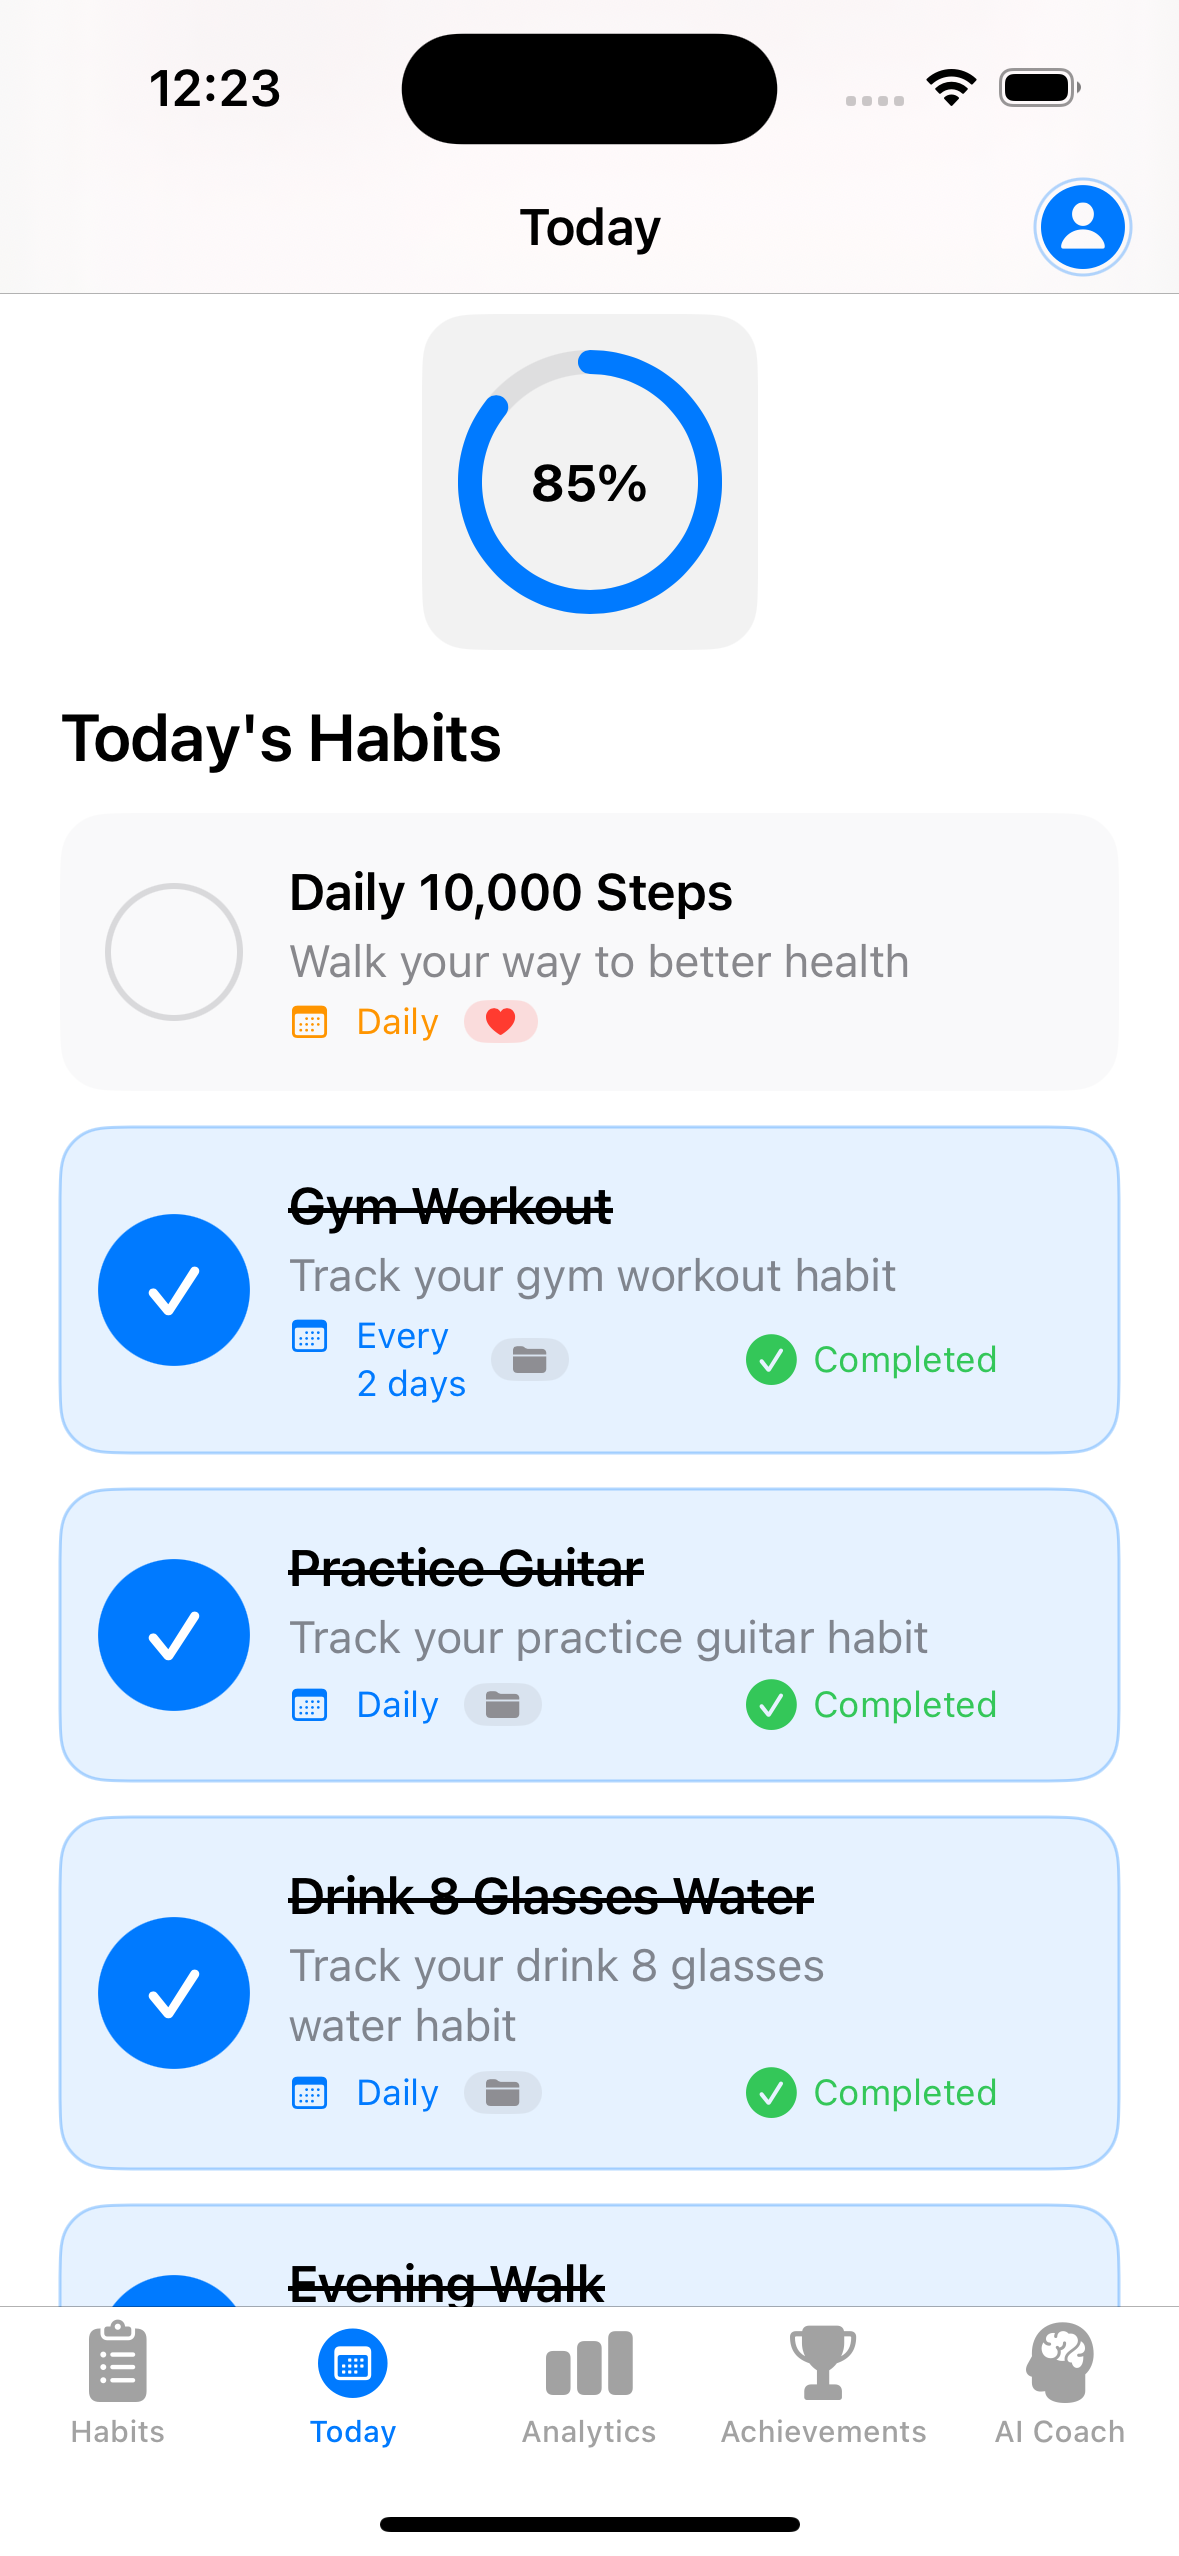 12:23
Today
85%
Today's Habits
Daily 10,000 Steps
Walk your way to better health
Daily
Gym Workout
Track your gym workout habit
Every
2 days
Completed
Practice Guitar
Track your practice guitar habit
Daily
Completed
Drink 8 Glasses Water
Track your drink 8 glasses
water habit
Daily
Completed
Evening Walk
Habits
Today
Analytics
Achievements
AI Coach